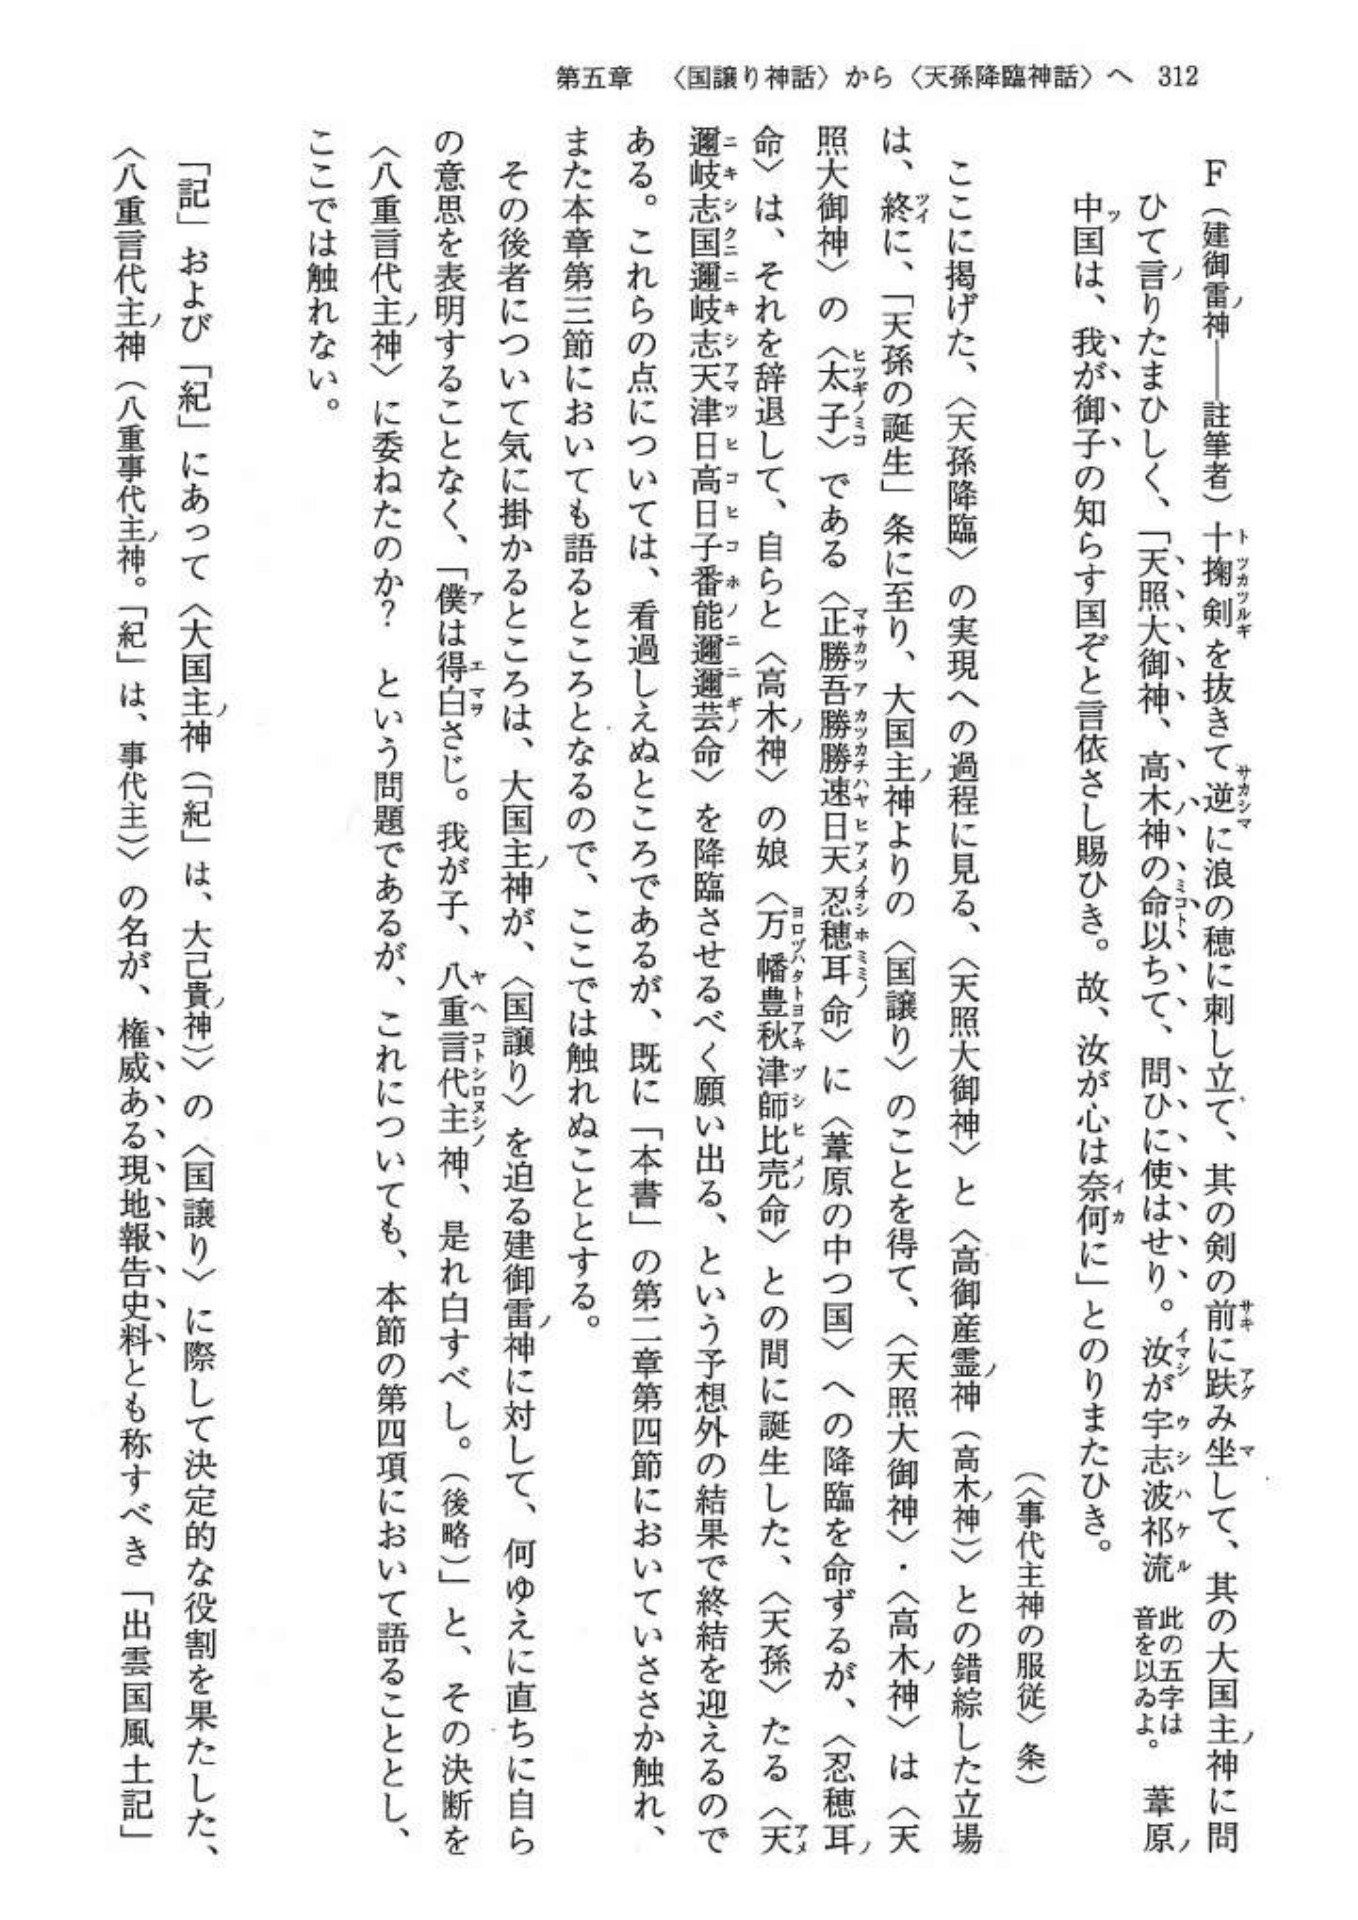 第五章　〈国譲り神話〉から〈天孫降臨神話〉へ　312
F（建御雷ノ神――註筆者）十掬剣を抜きて逆に浪の穂に刺し立て、其の剣の前に趺み坐して、其の大国主ノ神に問
ひて言りたまひしく、「天照大御神、高木神の命以ちて、問ひに使はせり。汝が宇志波祁流 此の五字は音を以ゐよ。 葦原ノ
中ッ国は、我が御子の知らす国ぞと言依さし賜ひき。故、汝が心は奈何に」とのりまたひき。
（〈事代主神の服従〉条）
ここに掲げた、〈天孫降臨〉の実現への過程に見る、〈天照大御神〉と〈高御産霊ノ神（高木ノ神）〉との錯綜した立場
は、終に、「天孫の誕生」条に至り、大国主ノ神よりの〈国譲り〉のことを得て、〈天照大御神〉・〈高木ノ神〉は〈天
照大御神〉の〈太子〉である〈正勝吾勝勝速日天忍穂耳命〉に〈葦原の中つ国〉への降臨を命ずるが、〈忍穂耳ノ
命〉は、それを辞退して、自らと〈高木ノ神〉の娘〈万幡豊秋津師比売命〉との間に誕生した、〈天孫〉たる〈天
邇岐志国邇岐志天津日高日子番能邇邇芸命〉を降臨させるべく願い出る、という予想外の結果で終結を迎えるので
ある。これらの点については、看過しえぬところであるが、既に「本書」の第二章第四節においていささか触れ、
また本章第三節においても語るところとなるので、ここでは触れぬこととする。
その後者について気に掛かるところは、大国主ノ神が、〈国譲り〉を迫る建御雷ノ神に対して、何ゆえに直ちに自ら
の意思を表明することなく、「僕は得白さじ。我が子、八重言代主神、是れ白すべし。（後略）」と、その決断を
〈八重言代主ノ神〉に委ねたのか？　という問題であるが、これについても、本節の第四項において語ることとし、
ここでは触れない。
「記」および「紀」にあって〈大国主ノ神（「紀」は、大己貴ノ神）〉の〈国譲り〉に際して決定的な役割を果たした、
〈八重言代主ノ神（八重事代主ノ神。「紀」は、事代主）〉の名が、権威ある現地報告史料とも称すべき「出雲国風土記」